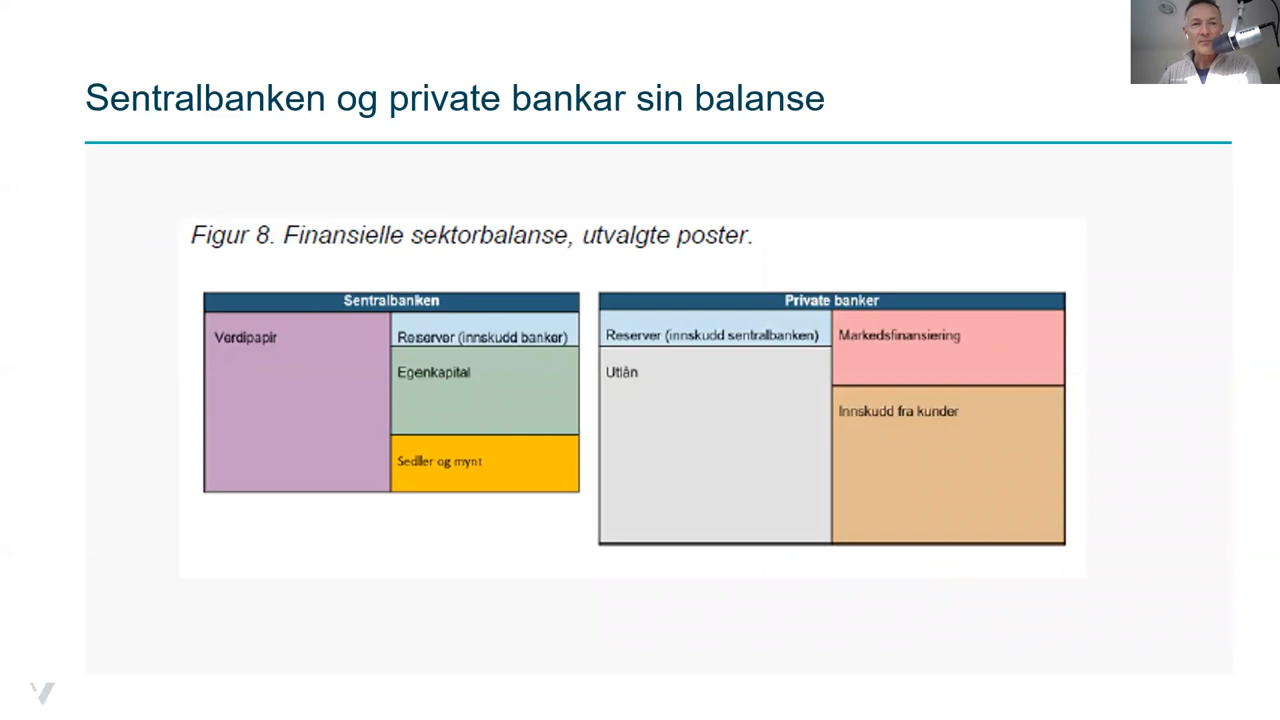 Sentralbanken og private bankar sin balanse
Figur 8. Finansielle sektorbalanse, utvalgte poster.
Sentralbanken
Verdipapir
Reserver (innskudd banker)
Egenkapital
Sedler og mynt
Private banker
Reserver (innskudd sentralbanken)
Utlån
Markedsfinansiering
Innskudd fra kunder